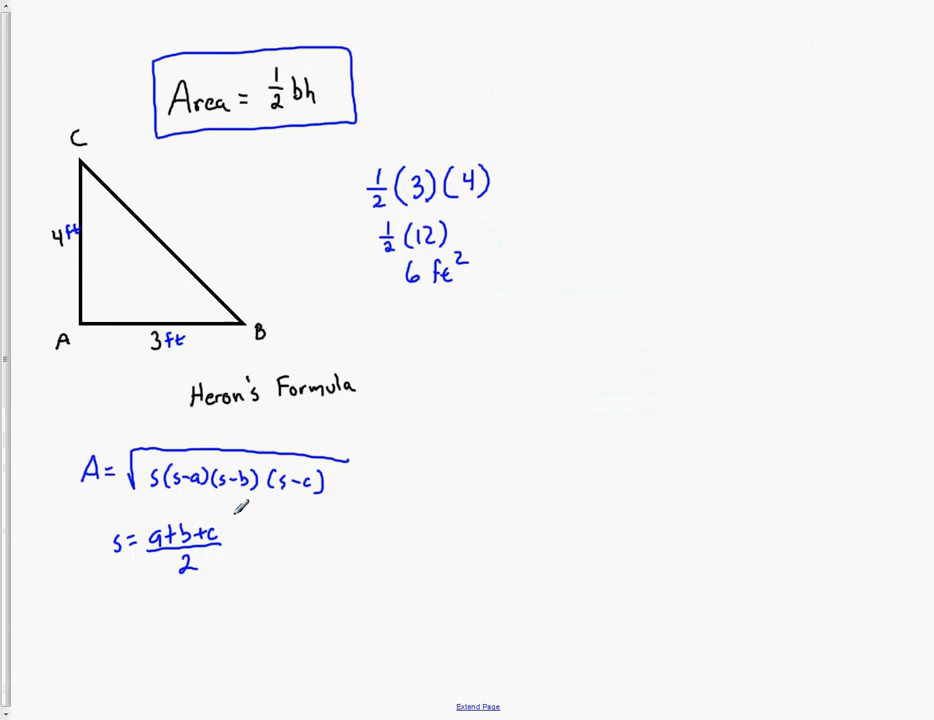 Area = 1/2 bh
C
1/2 (3)(4)
4ft
1/2 (12)
6 ft²
A
3ft
B
Heron's Formula
A = √s(s-a)(s-b)(s-c)
s = a+b+c/2
Extend Page